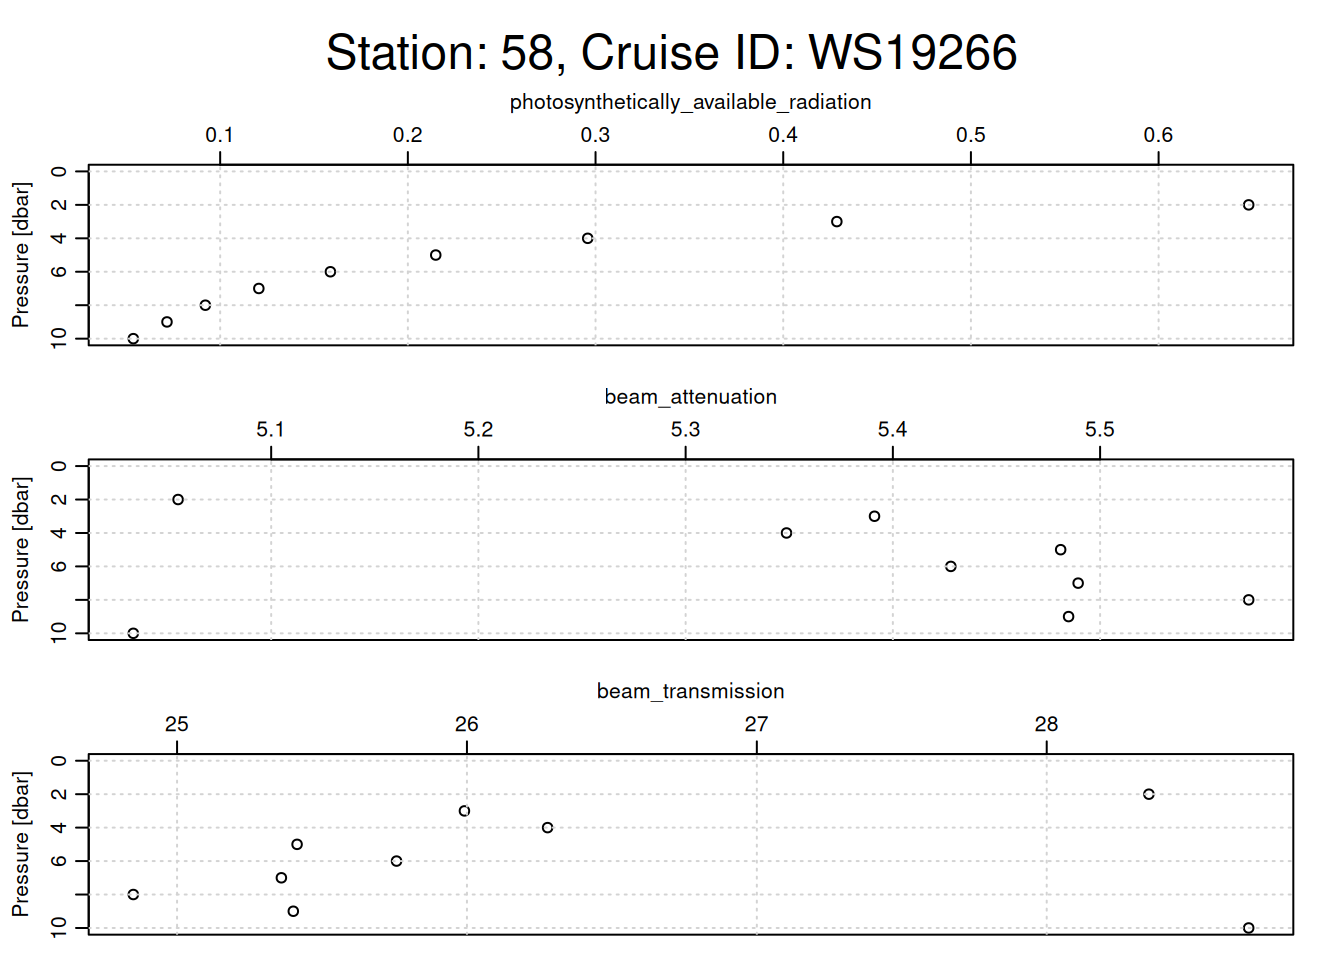 Station: 58, Cruise ID: WS19266
photosynthetically_available_radiation
0.1 0.2 0.3 0.4 0.5 0.6
Pressure [dbar]
0
2
4
6
10
beam_attenuation
5.1 5.2 5.3 5.4 5.5
Pressure [dbar]
0
2
4
6
10
beam_transmission
25 26 27 28
Pressure [dbar]
0
2
4
6
10